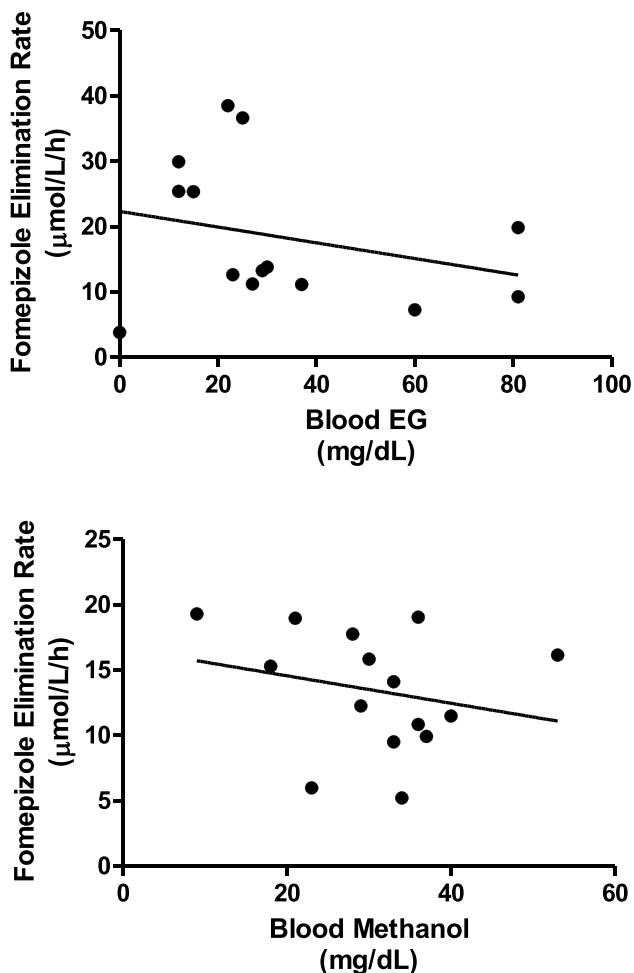 Fomepizole Elimination Rate
(μmol/L/h)
50
40
30
20
10
0
0 20 40 60 80 100
Blood EG
(mg/dL)
Fomepizole Elimination Rate
(μmol/L/h)
25
20
15
10
5
0
0 20 40 60
Blood Methanol
(mg/dL)